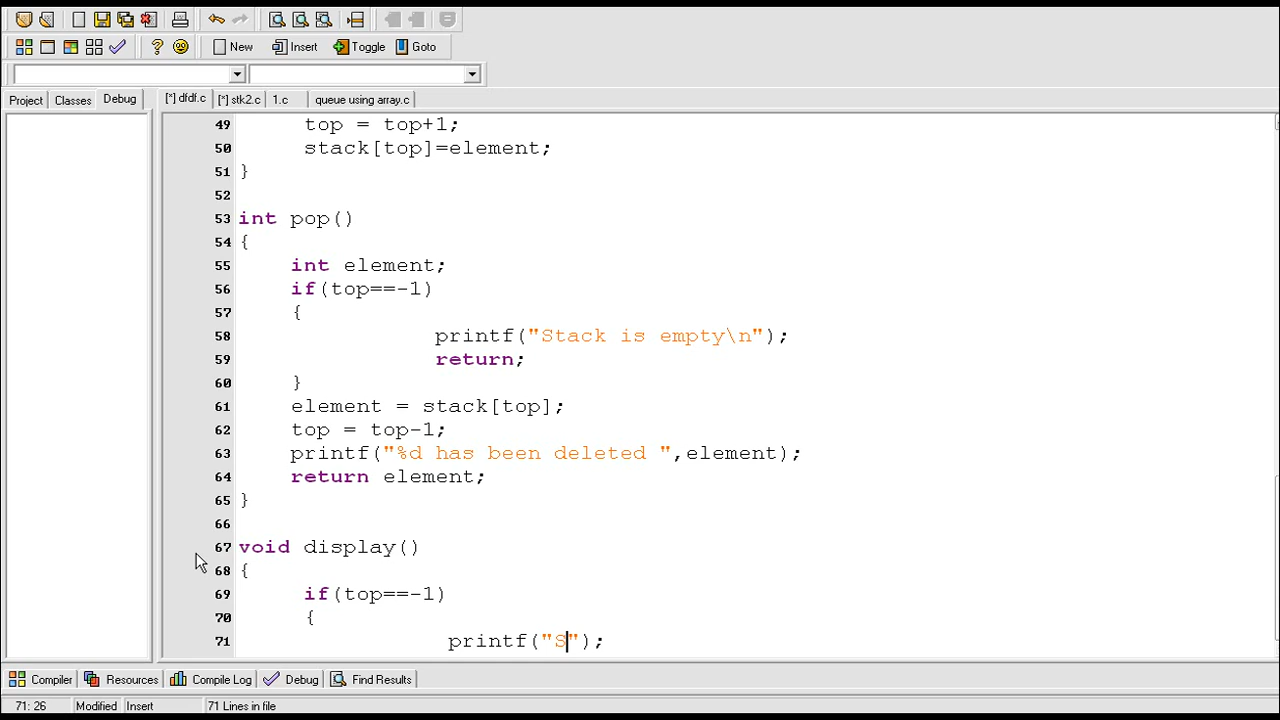 New Insert Toggle Goto
Project Classes Debug
[*] dfdf.c [*] stk2.c 1.c queue using array.c
49 top = top+1;
50 stack[top]=element;
51 }
52
53 int pop()
54 {
55 int element;
56 if(top==-1)
57 {
58 printf("Stack is empty\n");
59 return;
60 }
61 element = stack[top];
62 top = top-1;
63 printf("%d has been deleted ",element);
64 return element;
65 }
66
67 void display()
68 {
69 if(top==-1)
70 {
71 printf("S");
Compiler Resources Compile Log Debug Find Results
71: 26 Modified Insert 71 Lines in file